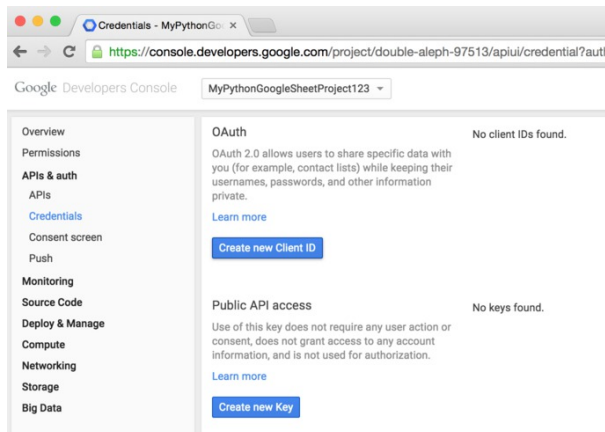 Credentials - MyPythonGo
https://console.developers.google.com/project/double-aleph-97513/apiui/credential?aut
Google Developers Console
MyPythonGoogleSheetProject123
Overview
Permissions
APIs & auth
APIs
Credentials
Consent screen
Push
Monitoring
Source Code
Deploy & Manage
Compute
Networking
Storage
Big Data
OAuth
OAuth 2.0 allows users to share specific data with
you (for example, contact lists) while keeping their
usernames, passwords, and other information
private.
Learn more
Create new Client ID
No client IDs found.
Public API access
Use of this key does not require any user action or
consent, does not grant access to any account
information, and is not used for authorization.
Learn more
Create new Key
No keys found.